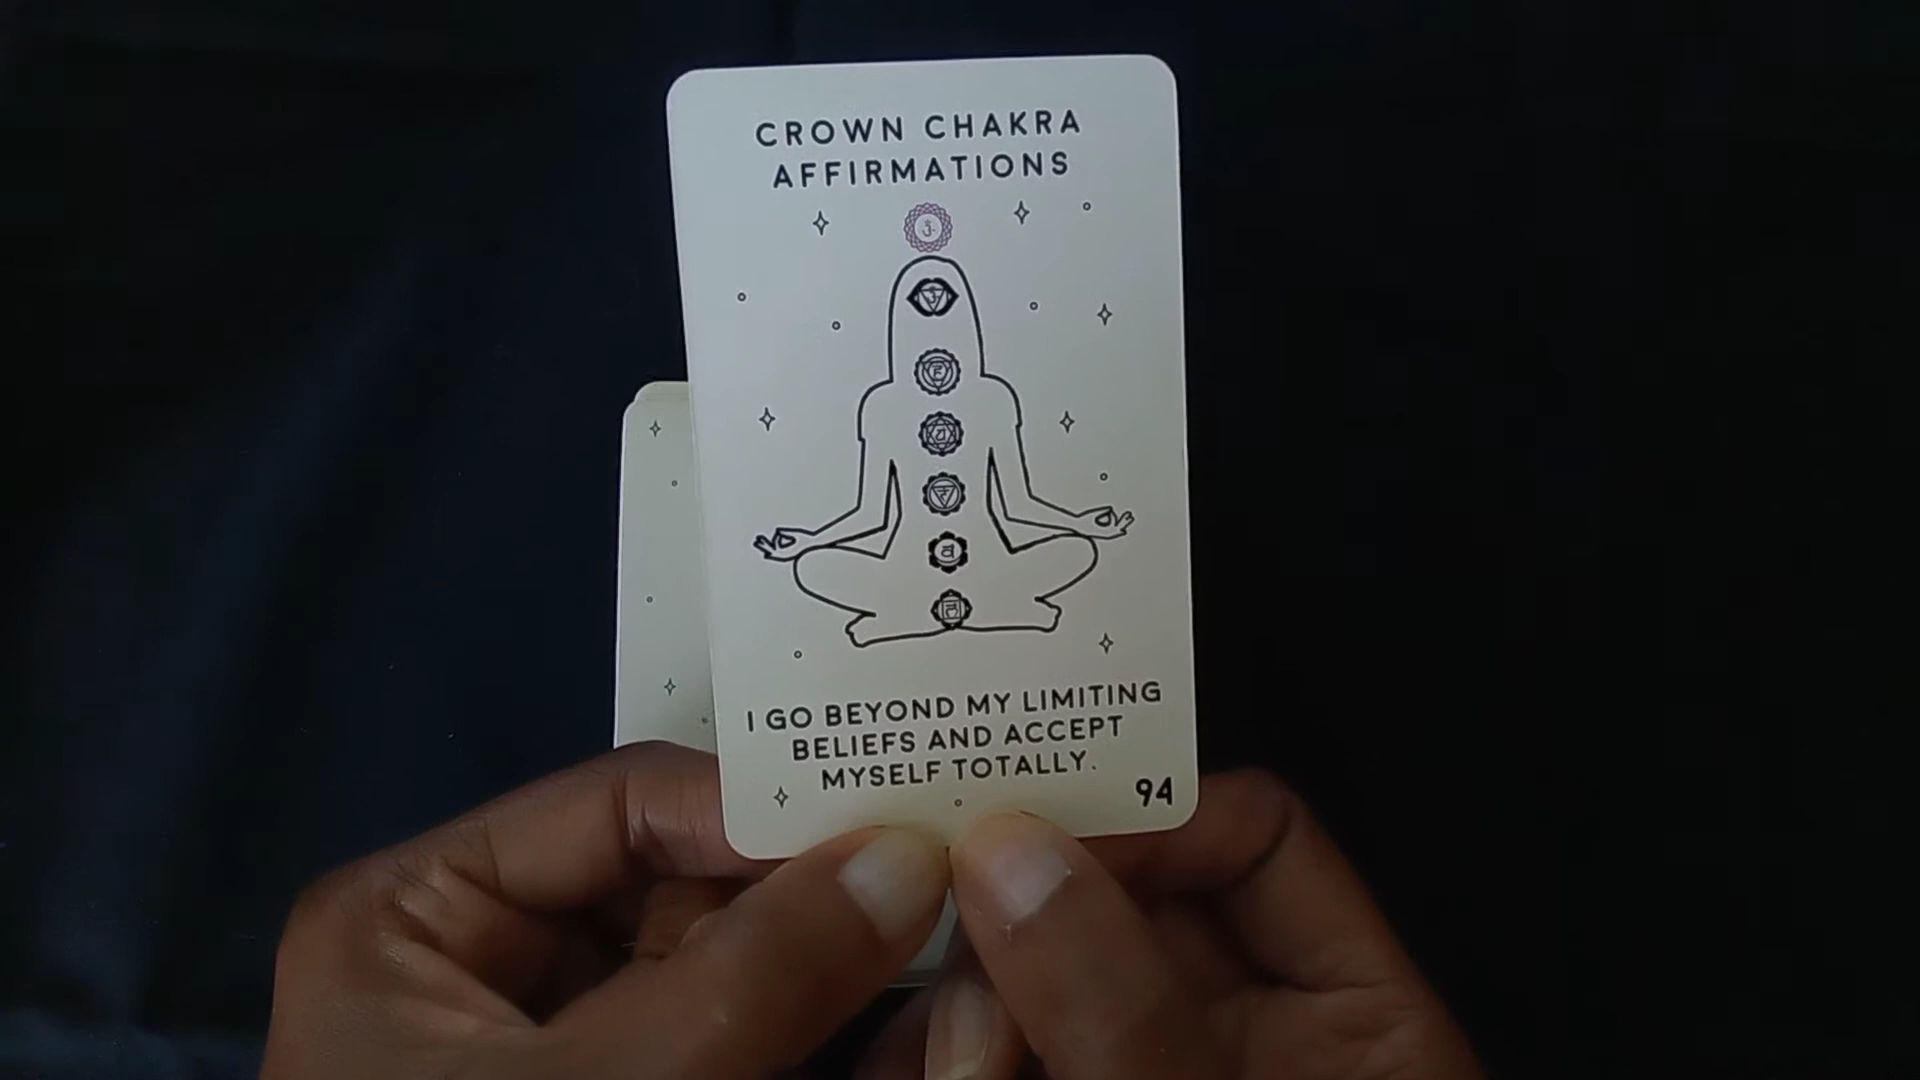 CROWN CHAKRA
AFFIRMATIONS
I GO BEYOND MY LIMITING
BELIEFS AND ACCEPT
MYSELF TOTALLY.
94